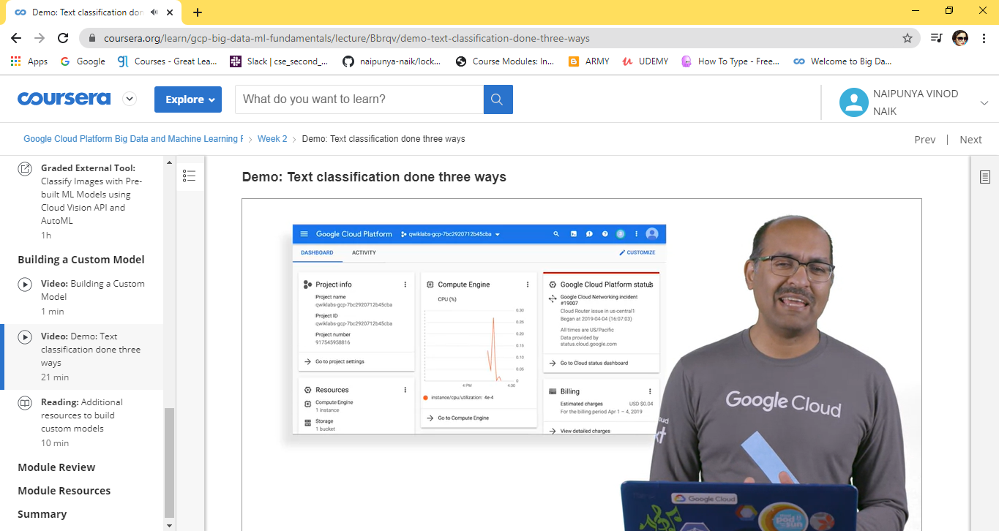 Demo: Text classification don
coursera.org/learn/gcp-big-data-ml-fundamentals/lecture/Bbrqv/demo-text-classification-done-three-ways
Apps
Google
Courses - Great Lea...
Slack | cse_second_...
naipunya-naik/lock...
Course Modules: In...
ARMY
UDEMY
How To Type - Free...
Welcome to Big Da...
coursera
Explore
What do you want to learn?
NAIPUNYA VINOD
NAIK
Google Cloud Platform Big Data and Machine Learning F
Week 2
Demo: Text classification done three ways
Prev | Next
Graded External Tool:
Classify Images with Pre-
built ML Models using
Cloud Vision API and
AutoML
1h
Building a Custom Model
Video: Building a Custom
Model
1 min
Video: Demo: Text
classification done three
ways
21 min
Reading: Additional
resources to build
custom models
10 min
Module Review
Module Resources
Summary
Demo: Text classification done three ways
Google Cloud Platform
qwiklabs-gcp-7bc2920712b45cba
DASHBOARD
ACTIVITY
CUSTOMIZE
Project info
Project name
qwiklabs-gcp-7bc2920712b45cba
Project ID
qwiklabs-gcp-7bc2920712b45cba
Project number
917545958816
Go to project settings
Resources
Compute Engine
1 instance
Storage
1 bucket
Compute Engine
CPU (%)
0.30
0.25
0.20
0.15
0.10
0.05
0
4 PM
4:30
instance/cpu/utilization: 4e-4
Go to Compute Engine
Google Cloud Platform status
Google Cloud Networking incident
#19007
Cloud Router issue in us-central1
Began at 2019-04-04 (16:07:03)
All times are US/Pacific
Data provided by
status.cloud.google.com
Go to Cloud status dashboard
Billing
Estimated charges
USD $0.04
For the billing period Apr 1 – 4, 2019
View detailed charges
Google Cloud
Google Cloud